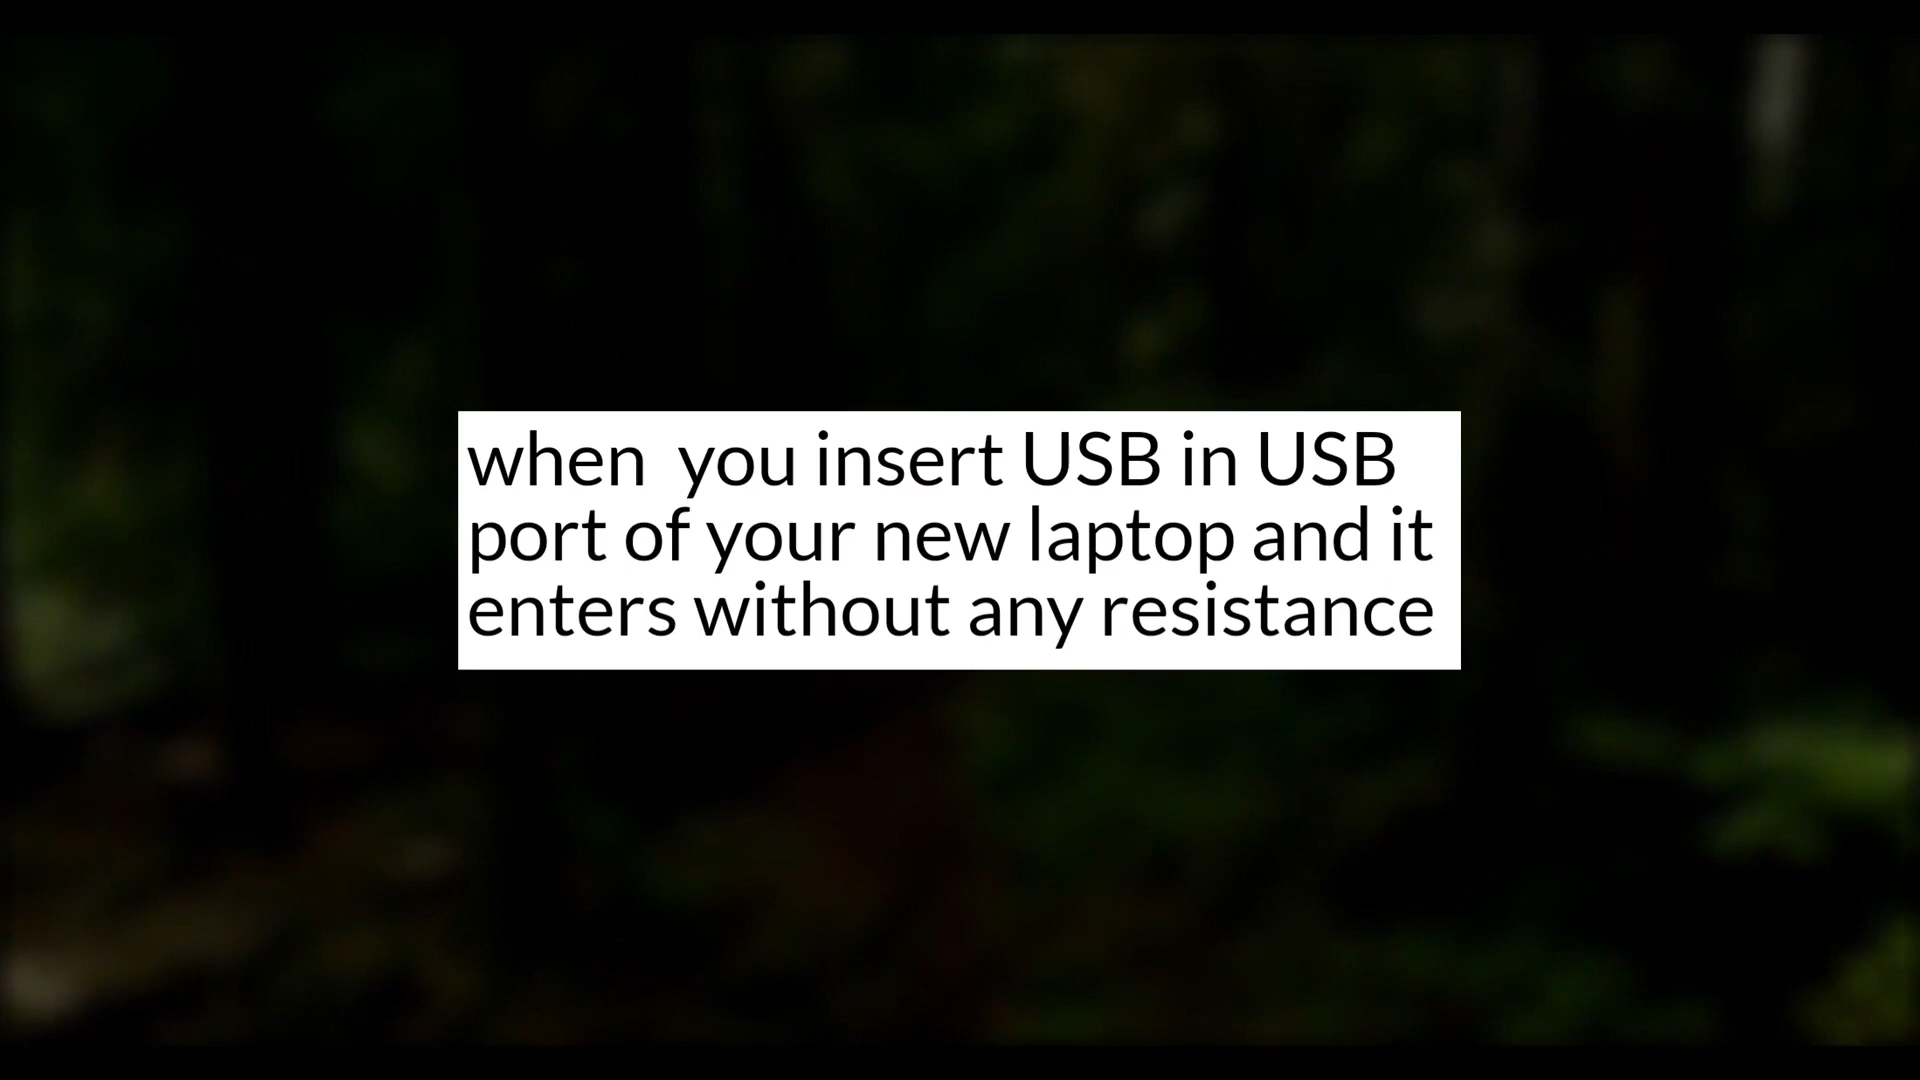 when  you insert USB in USB
port of your new laptop and it
enters without any resistance